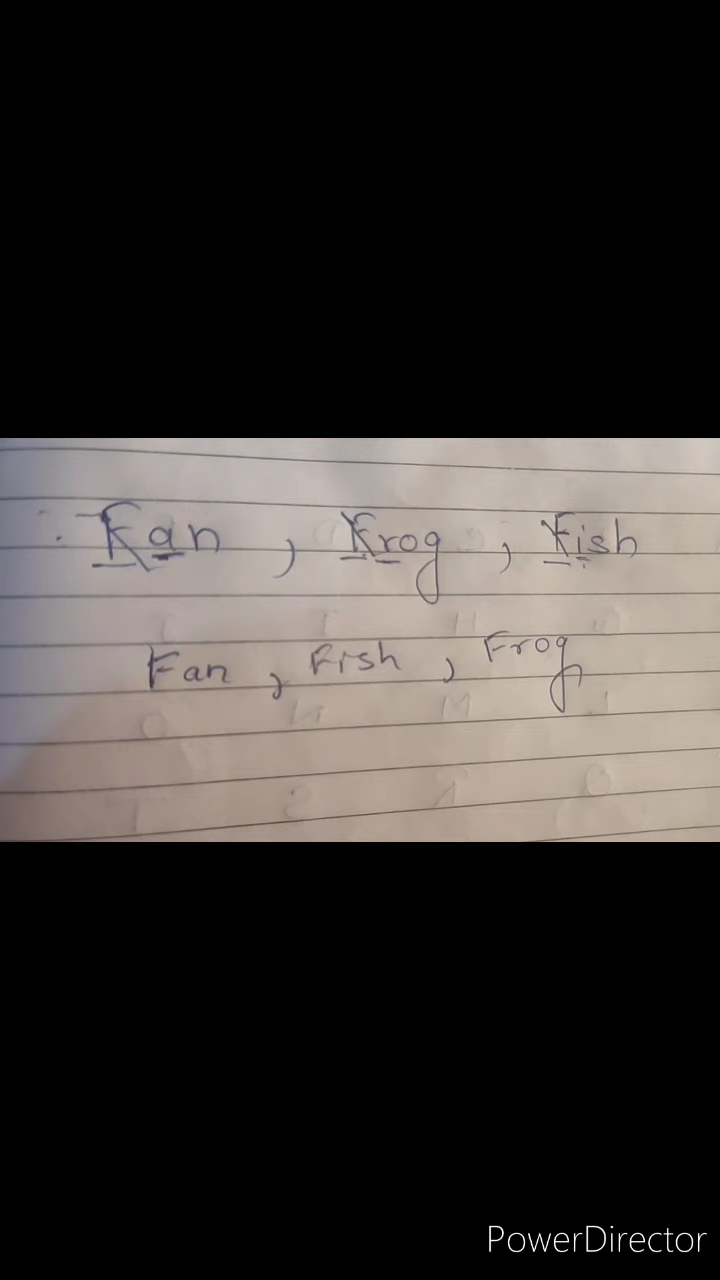 Fan , Frog , Fish
Fan , Fish , Frog
PowerDirector